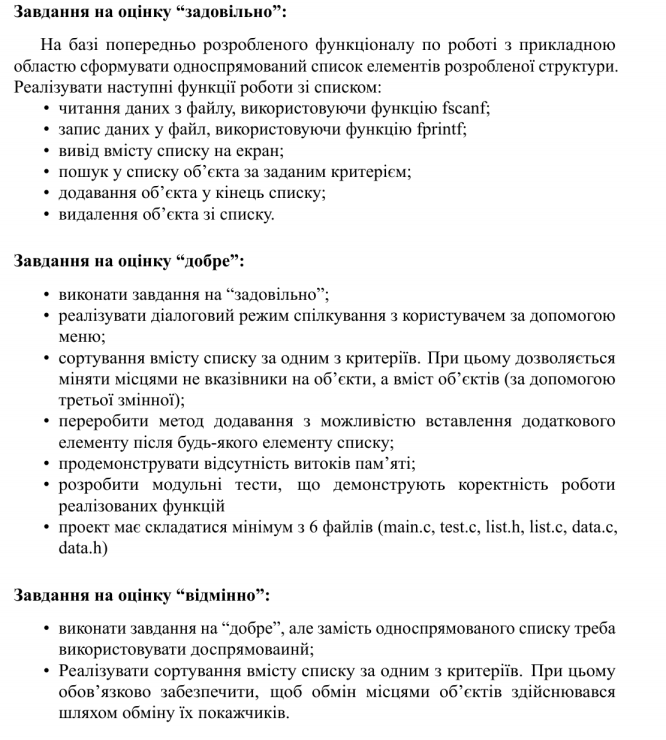 Завдання на оцінку “задовільно”:
На базі попередньо розробленого функціоналу по роботі з прикладною
областю сформувати односпрямований список елементів розробленої структури.
Реалізувати наступні функції роботи зі списком:
• читання даних з файлу, використовуючи функцію fscanf;
• запис даних у файл, використовуючи функцію fprintf;
• вивід вмісту списку на екран;
• пошук у списку об’єкта за заданим критерієм;
• додавання об’єкта у кінець списку;
• видалення об’єкта зі списку.
Завдання на оцінку “добре”:
• виконати завдання на “задовільно”;
• реалізувати діалоговий режим спілкування з користувачем за допомогою
меню;
• сортування вмісту списку за одним з критеріїв. При цьому дозволяється
міняти місцями не вказівники на об’єкти, а вміст об’єктів (за допомогою
третьої змінної);
• переробити метод додавання з можливістю вставлення додаткового
елементу після будь-якого елементу списку;
• продемонструвати відсутність витоків пам’яті;
• розробити модульні тести, що демонструють коректність роботи
реалізованих функцій
• проект має складатися мінімум з 6 файлів (main.c, test.c, list.h, list.c, data.c,
data.h)
Завдання на оцінку “відмінно”:
• виконати завдання на “добре”, але замість односпрямованого списку треба
використовувати доспрямоваинй;
• Реалізувати сортування вмісту списку за одним з критеріїв. При цьому
обов’язково забезпечити, щоб обмін місцями об’єктів здійснювався
шляхом обміну їх покажчиків.